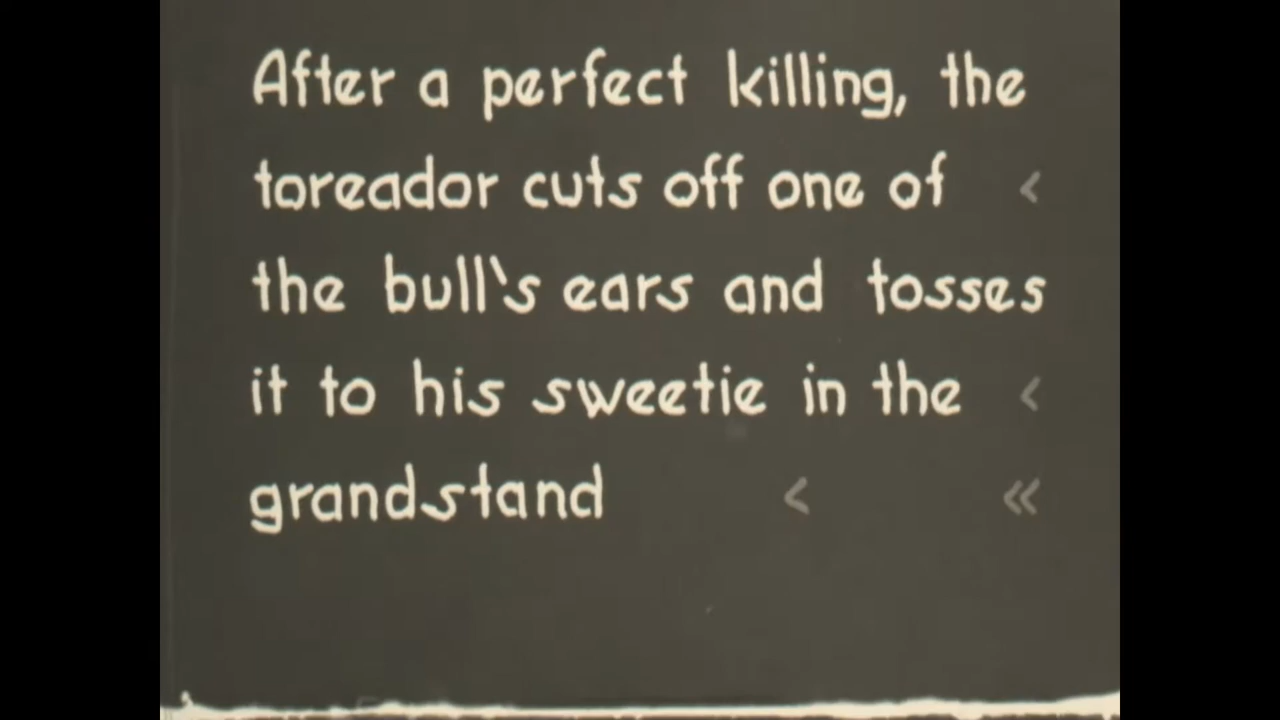 After a perfect killing, the
toreador cuts off one of <
the bull's ears and tosses
it to his sweetie in the <
grandstand < «